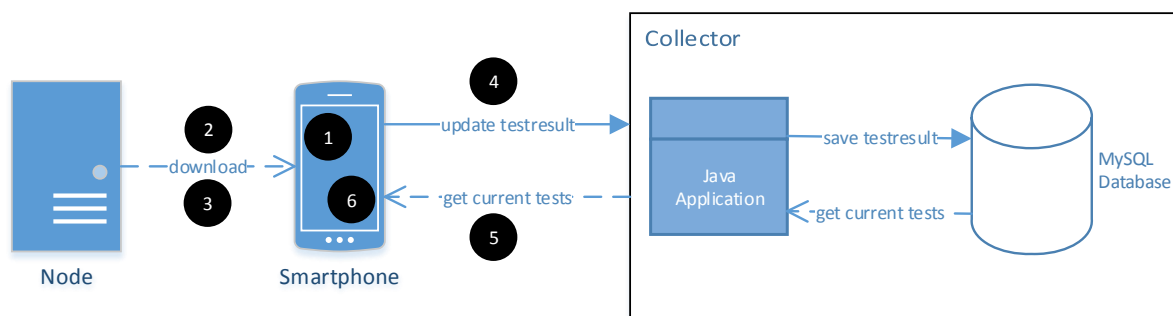 Collector
4
2
update testresult
1
save testresult
download
MySQL
Database
Java
Application
3
6
get current tests
get current tests
5
Node
Smartphone